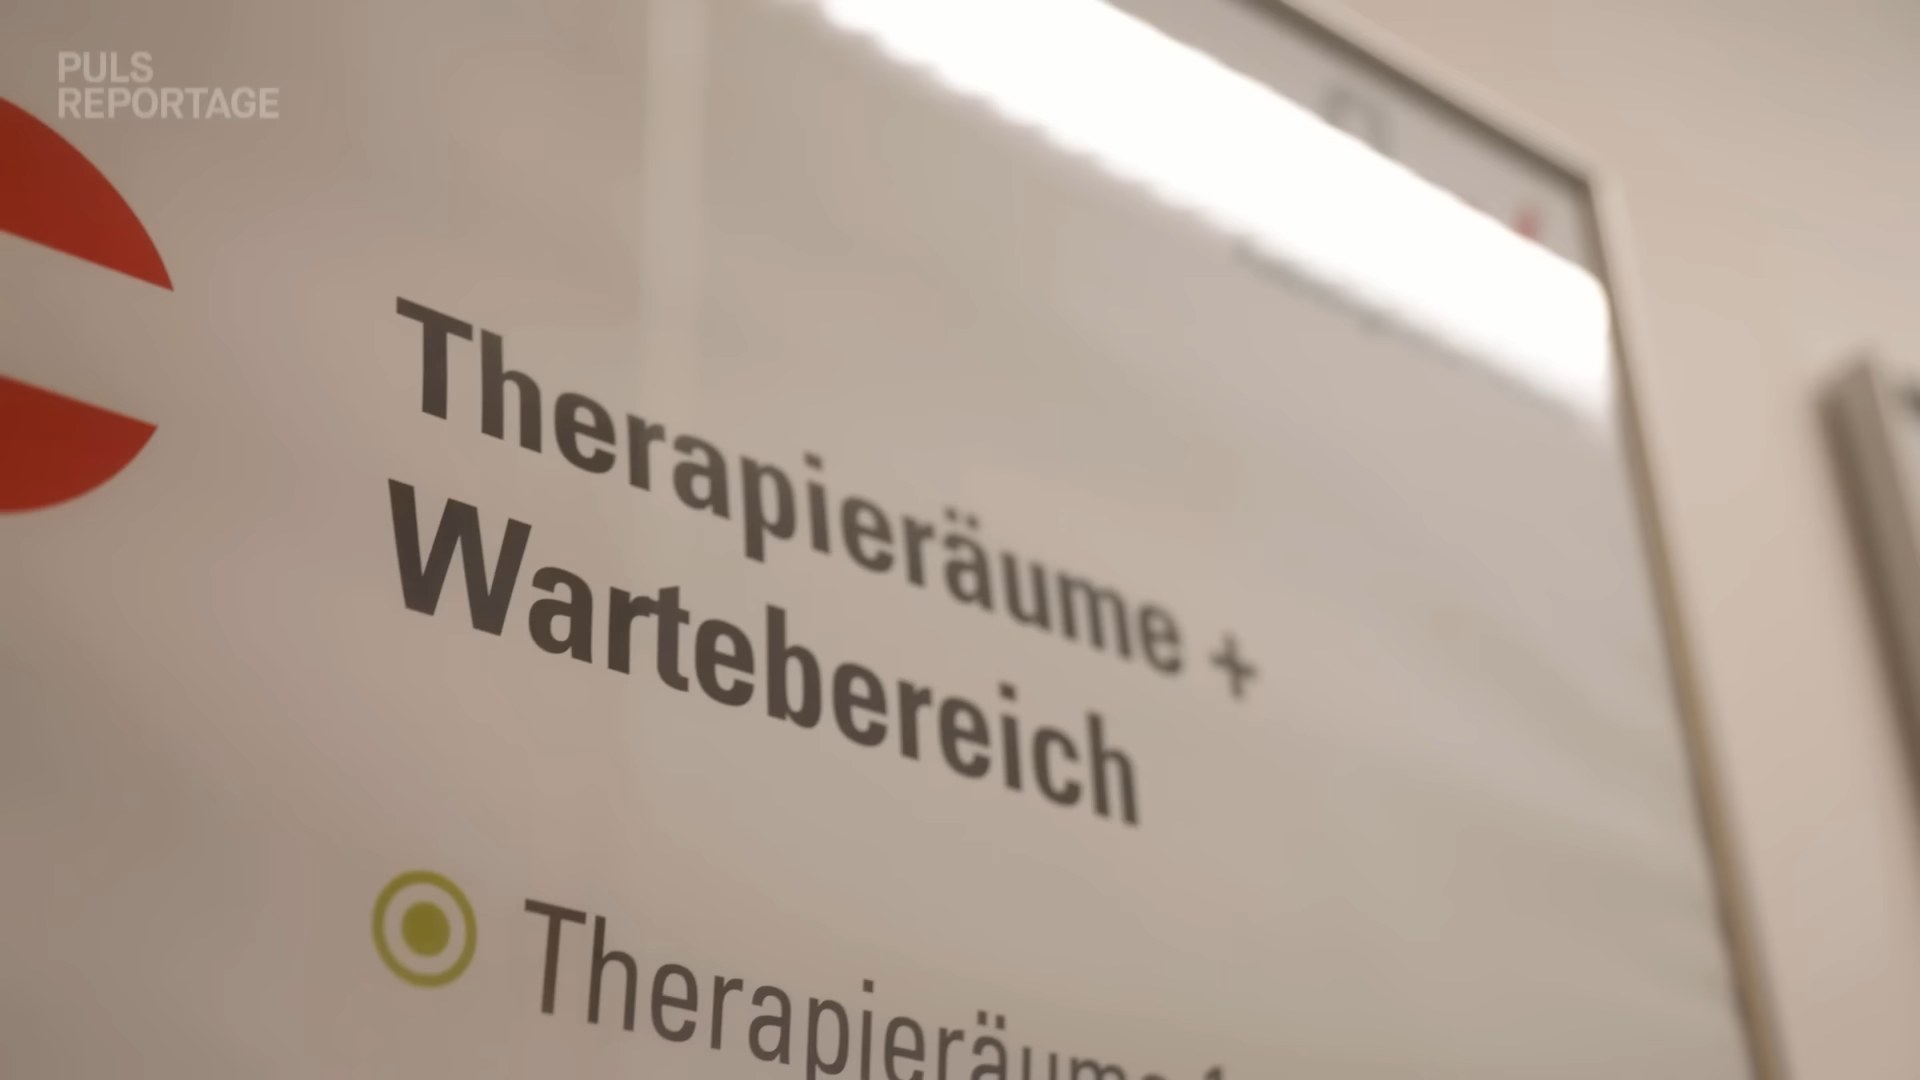 PULS
REPORTAGE
Therapieräume +
Wartebereich
Therapieräume